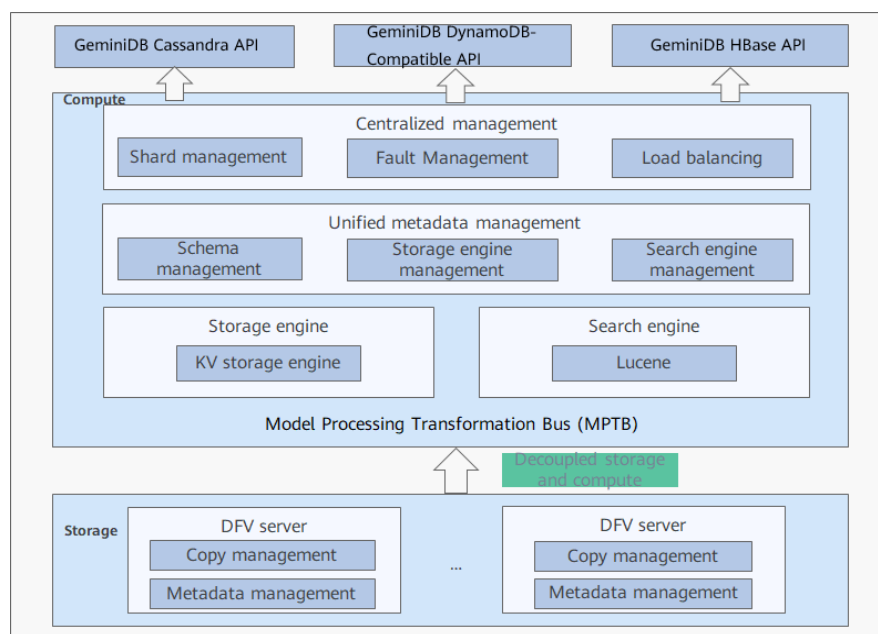 GeminiDB Cassandra API
GeminiDB DynamoDB-
Compatible API
GeminiDB HBase API
Compute
Centralized management
Shard management
Fault Management
Load balancing
Unified metadata management
Schema
management
Storage engine
management
Search engine
management
Storage engine
KV storage engine
Search engine
Lucene
Model Processing Transformation Bus (MPTB)
Decoupled storage
and compute
Storage
DFV server
Copy management
Metadata management
...
DFV server
Copy management
Metadata management